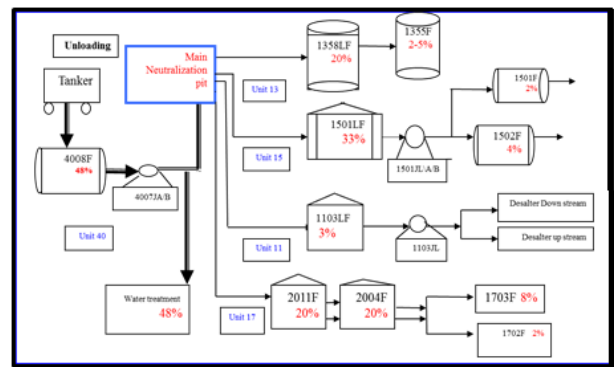 Unloading
Tanker
4008F
48%
4007JA/B
Unit 40
Water treatment
48%
Main
Neutralization
pit
Unit 13
1358LF
20%
1355F
2-5%
Unit 15
1501LF
33%
1501JL\A/B
1501F
2%
1502F
4%
Unit 11
1103LF
3%
1103JL
Desalter Down stream
Desalter up stream
Unit 17
2011F
20%
2004F
20%
1703F 8%
1702F 2%